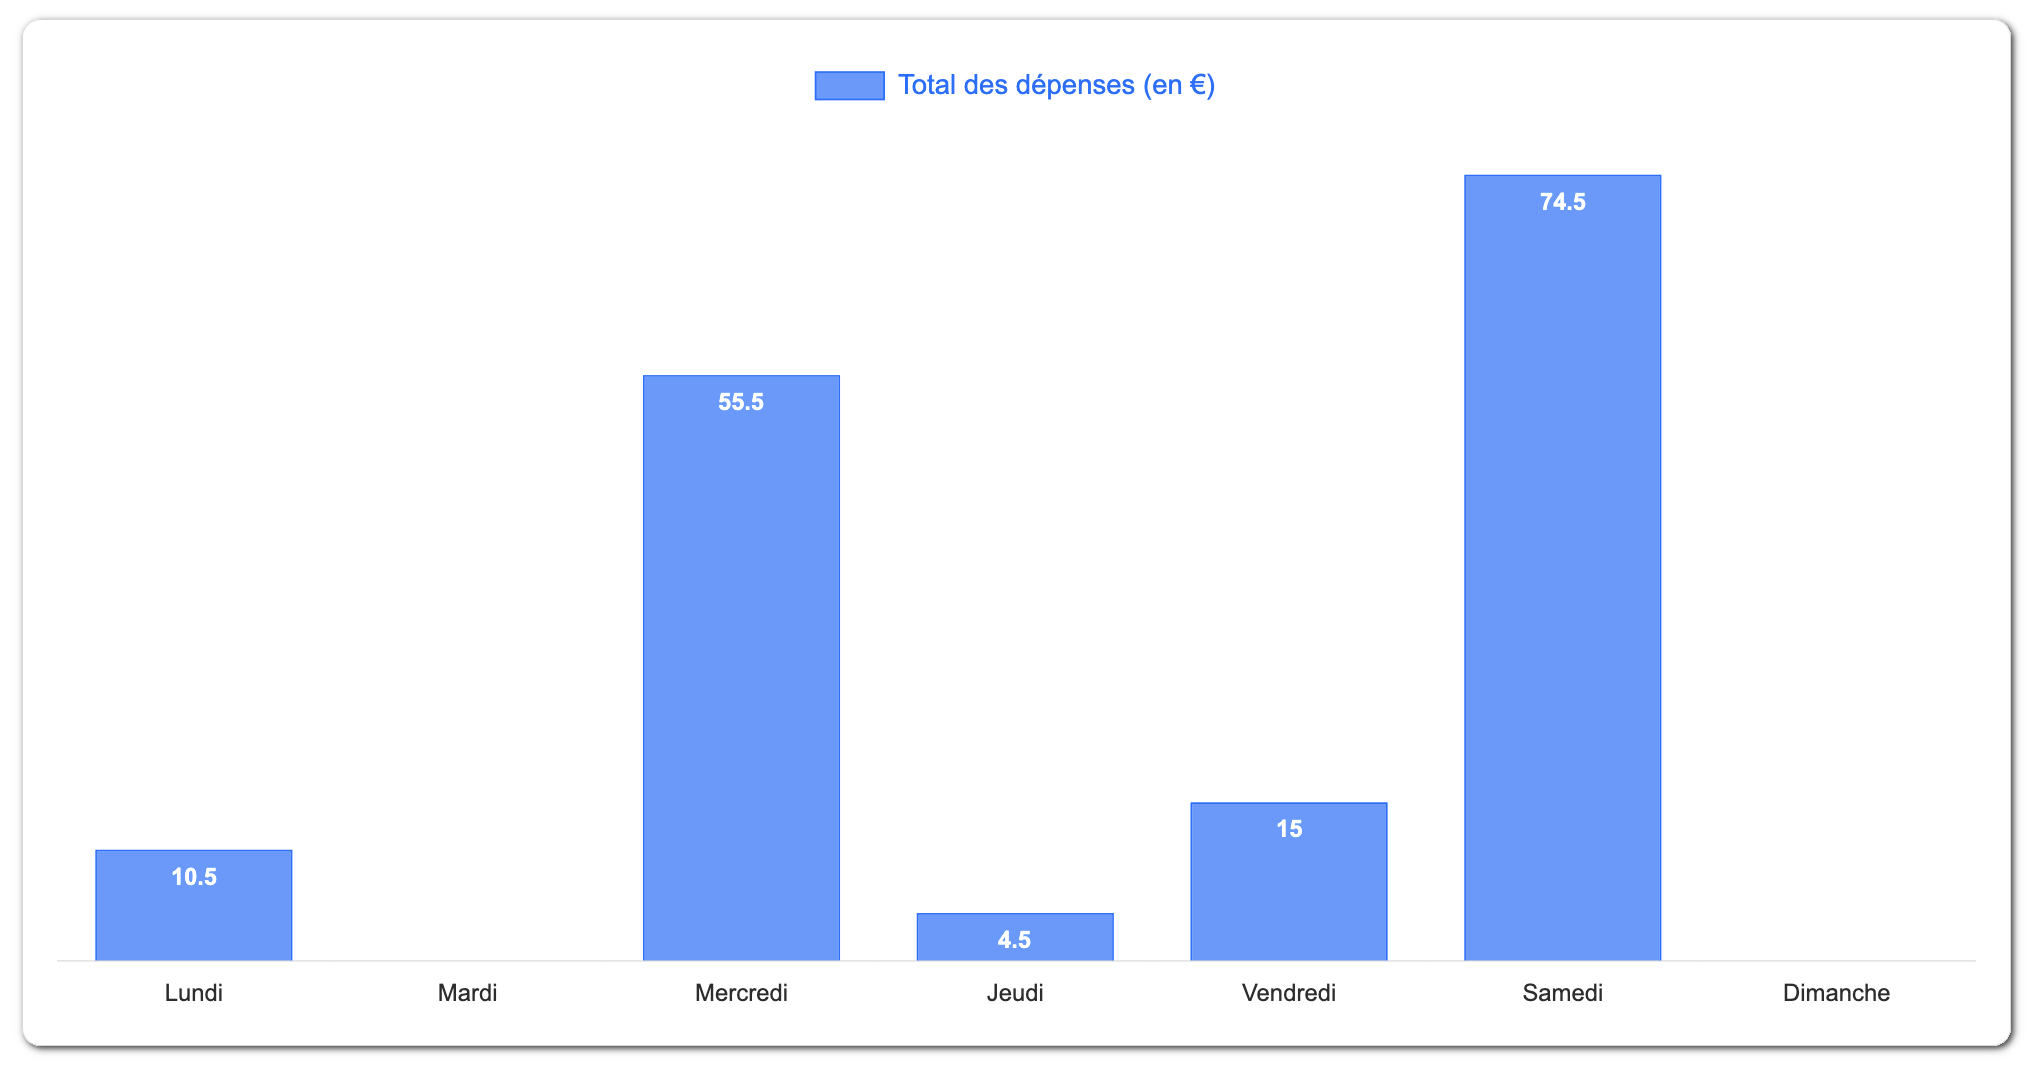 Total des dépenses (en €)
74.5
55.5
15
10.5
4.5
Lundi Mardi Mercredi Jeudi Vendredi Samedi Dimanche